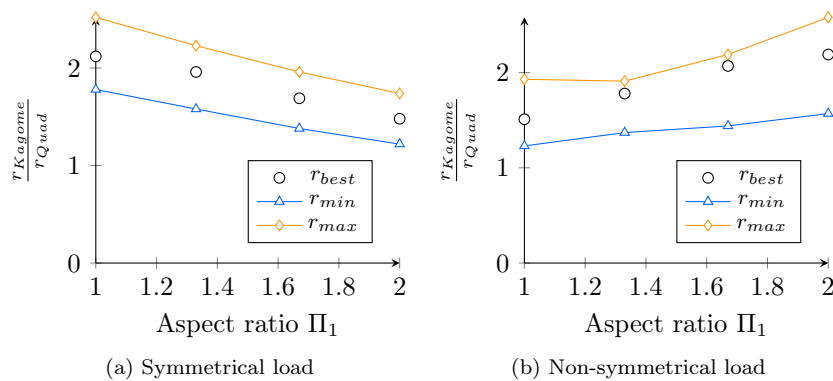 2
1
0
r_Kagome
r_Quad
r_best
r_min
r_max
1 1.2 1.4 1.6 1.8 2
Aspect ratio Π₁
(a) Symmetrical load
2
1
0
r_Kagome
r_Quad
r_best
r_min
r_max
1 1.2 1.4 1.6 1.8 2
Aspect ratio Π₁
(b) Non-symmetrical load